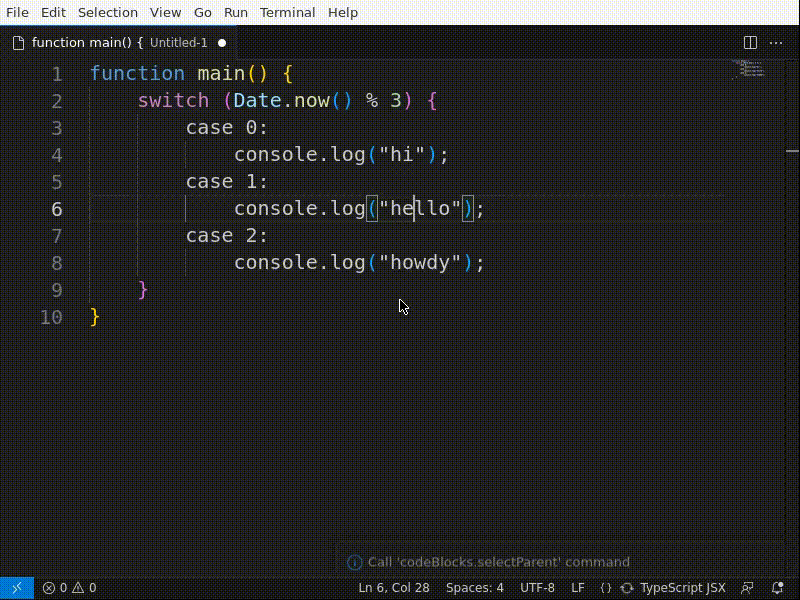 File Edit Selection View Go Run Terminal Help
function main() { Untitled-1
1 function main() {
2 switch (Date.now() % 3) {
3 case 0:
4 console.log("hi");
5 case 1:
6 console.log("hello");
7 case 2:
8 console.log("howdy");
9 }
10 }
Call 'codeBlocks.selectParent' command
0 0 Ln 6, Col 28 Spaces: 4 UTF-8 LF {} TypeScript JSX